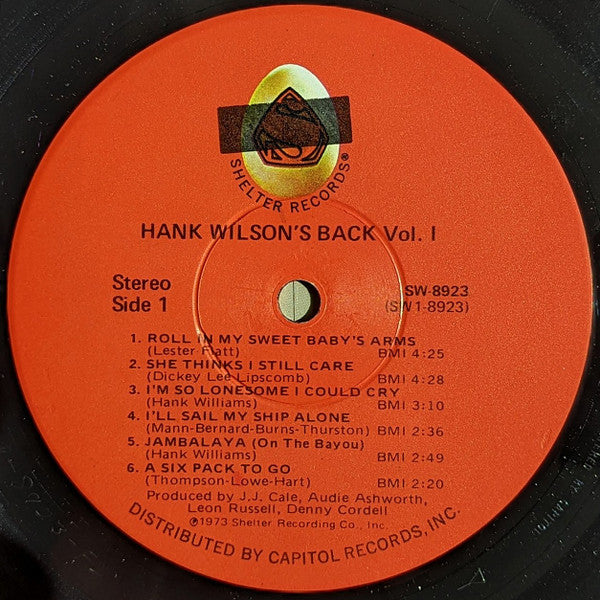 SHELTER RECORDS®
HANK WILSON'S BACK Vol. I
Stereo
Side 1
SW-8923
(SW1-8923)
1. ROLL IN MY SWEET BABY'S ARMS
(Lester Flatt) BMI 4:25
2. SHE THINKS I STILL CARE
(Dickey Lee Lipscomb) BMI 4:28
3. I'M SO LONESOME I COULD CRY
(Hank Williams) BMI 3:10
4. I'LL SAIL MY SHIP ALONE
(Mann-Bernard-Burns-Thurston) BMI 2:36
5. JAMBALAYA (On The Bayou)
(Hank Williams) BMI 2:49
6. A SIX PACK TO GO
(Thompson-Lowe-Hart) BMI 2:20
Produced by J.J. Cale, Audie Ashworth,
Leon Russell, Denny Cordell
℗1973 Shelter Recording Co., Inc.
DISTRIBUTED BY CAPITOL RECORDS, INC.